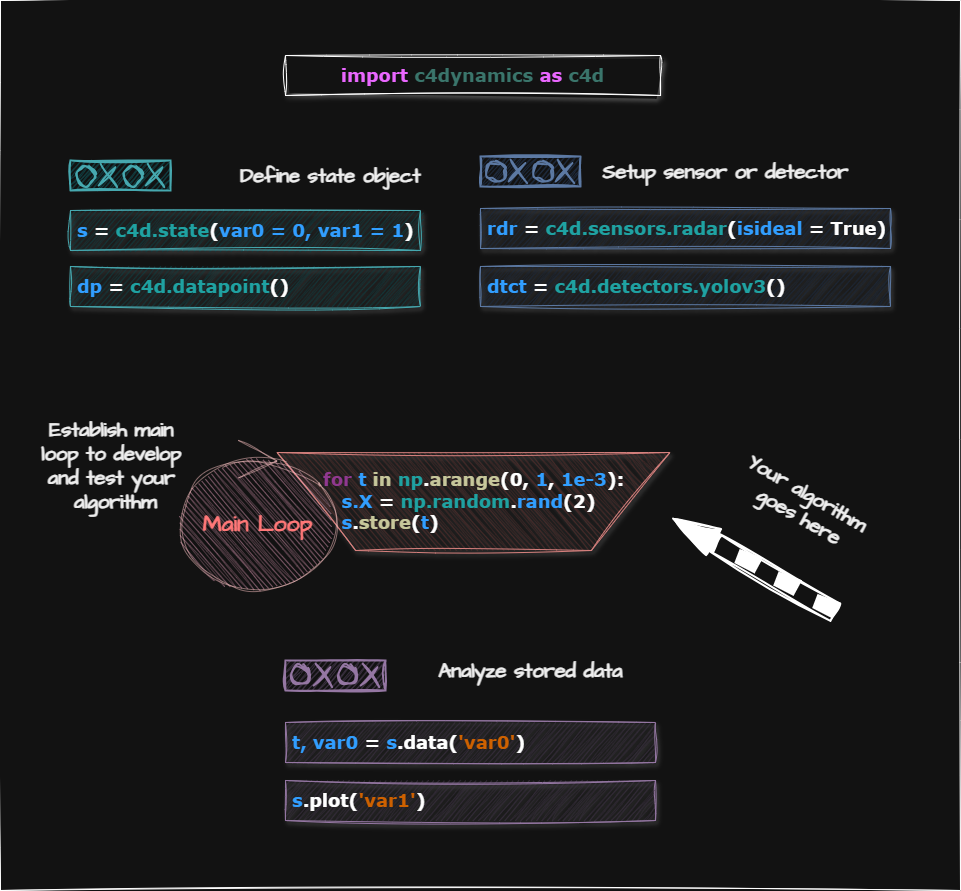 import c4dynamics as c4d
OXOX
Define state object
s = c4d.state(var0 = 0, var1 = 1)
dp = c4d.datapoint()
OXOX
Setup sensor or detector
rdr = c4d.sensors.radar(isideal = True)
dtct = c4d.detectors.yolov3()
Establish main
loop to develop
and test your
algorithm
Main Loop
for t in np.arange(0, 1, 1e-3):
s.X = np.random.rand(2)
s.store(t)
Your algorithm
goes here
OXOX
Analyze stored data
t, var0 = s.data('var0')
s.plot('var1')